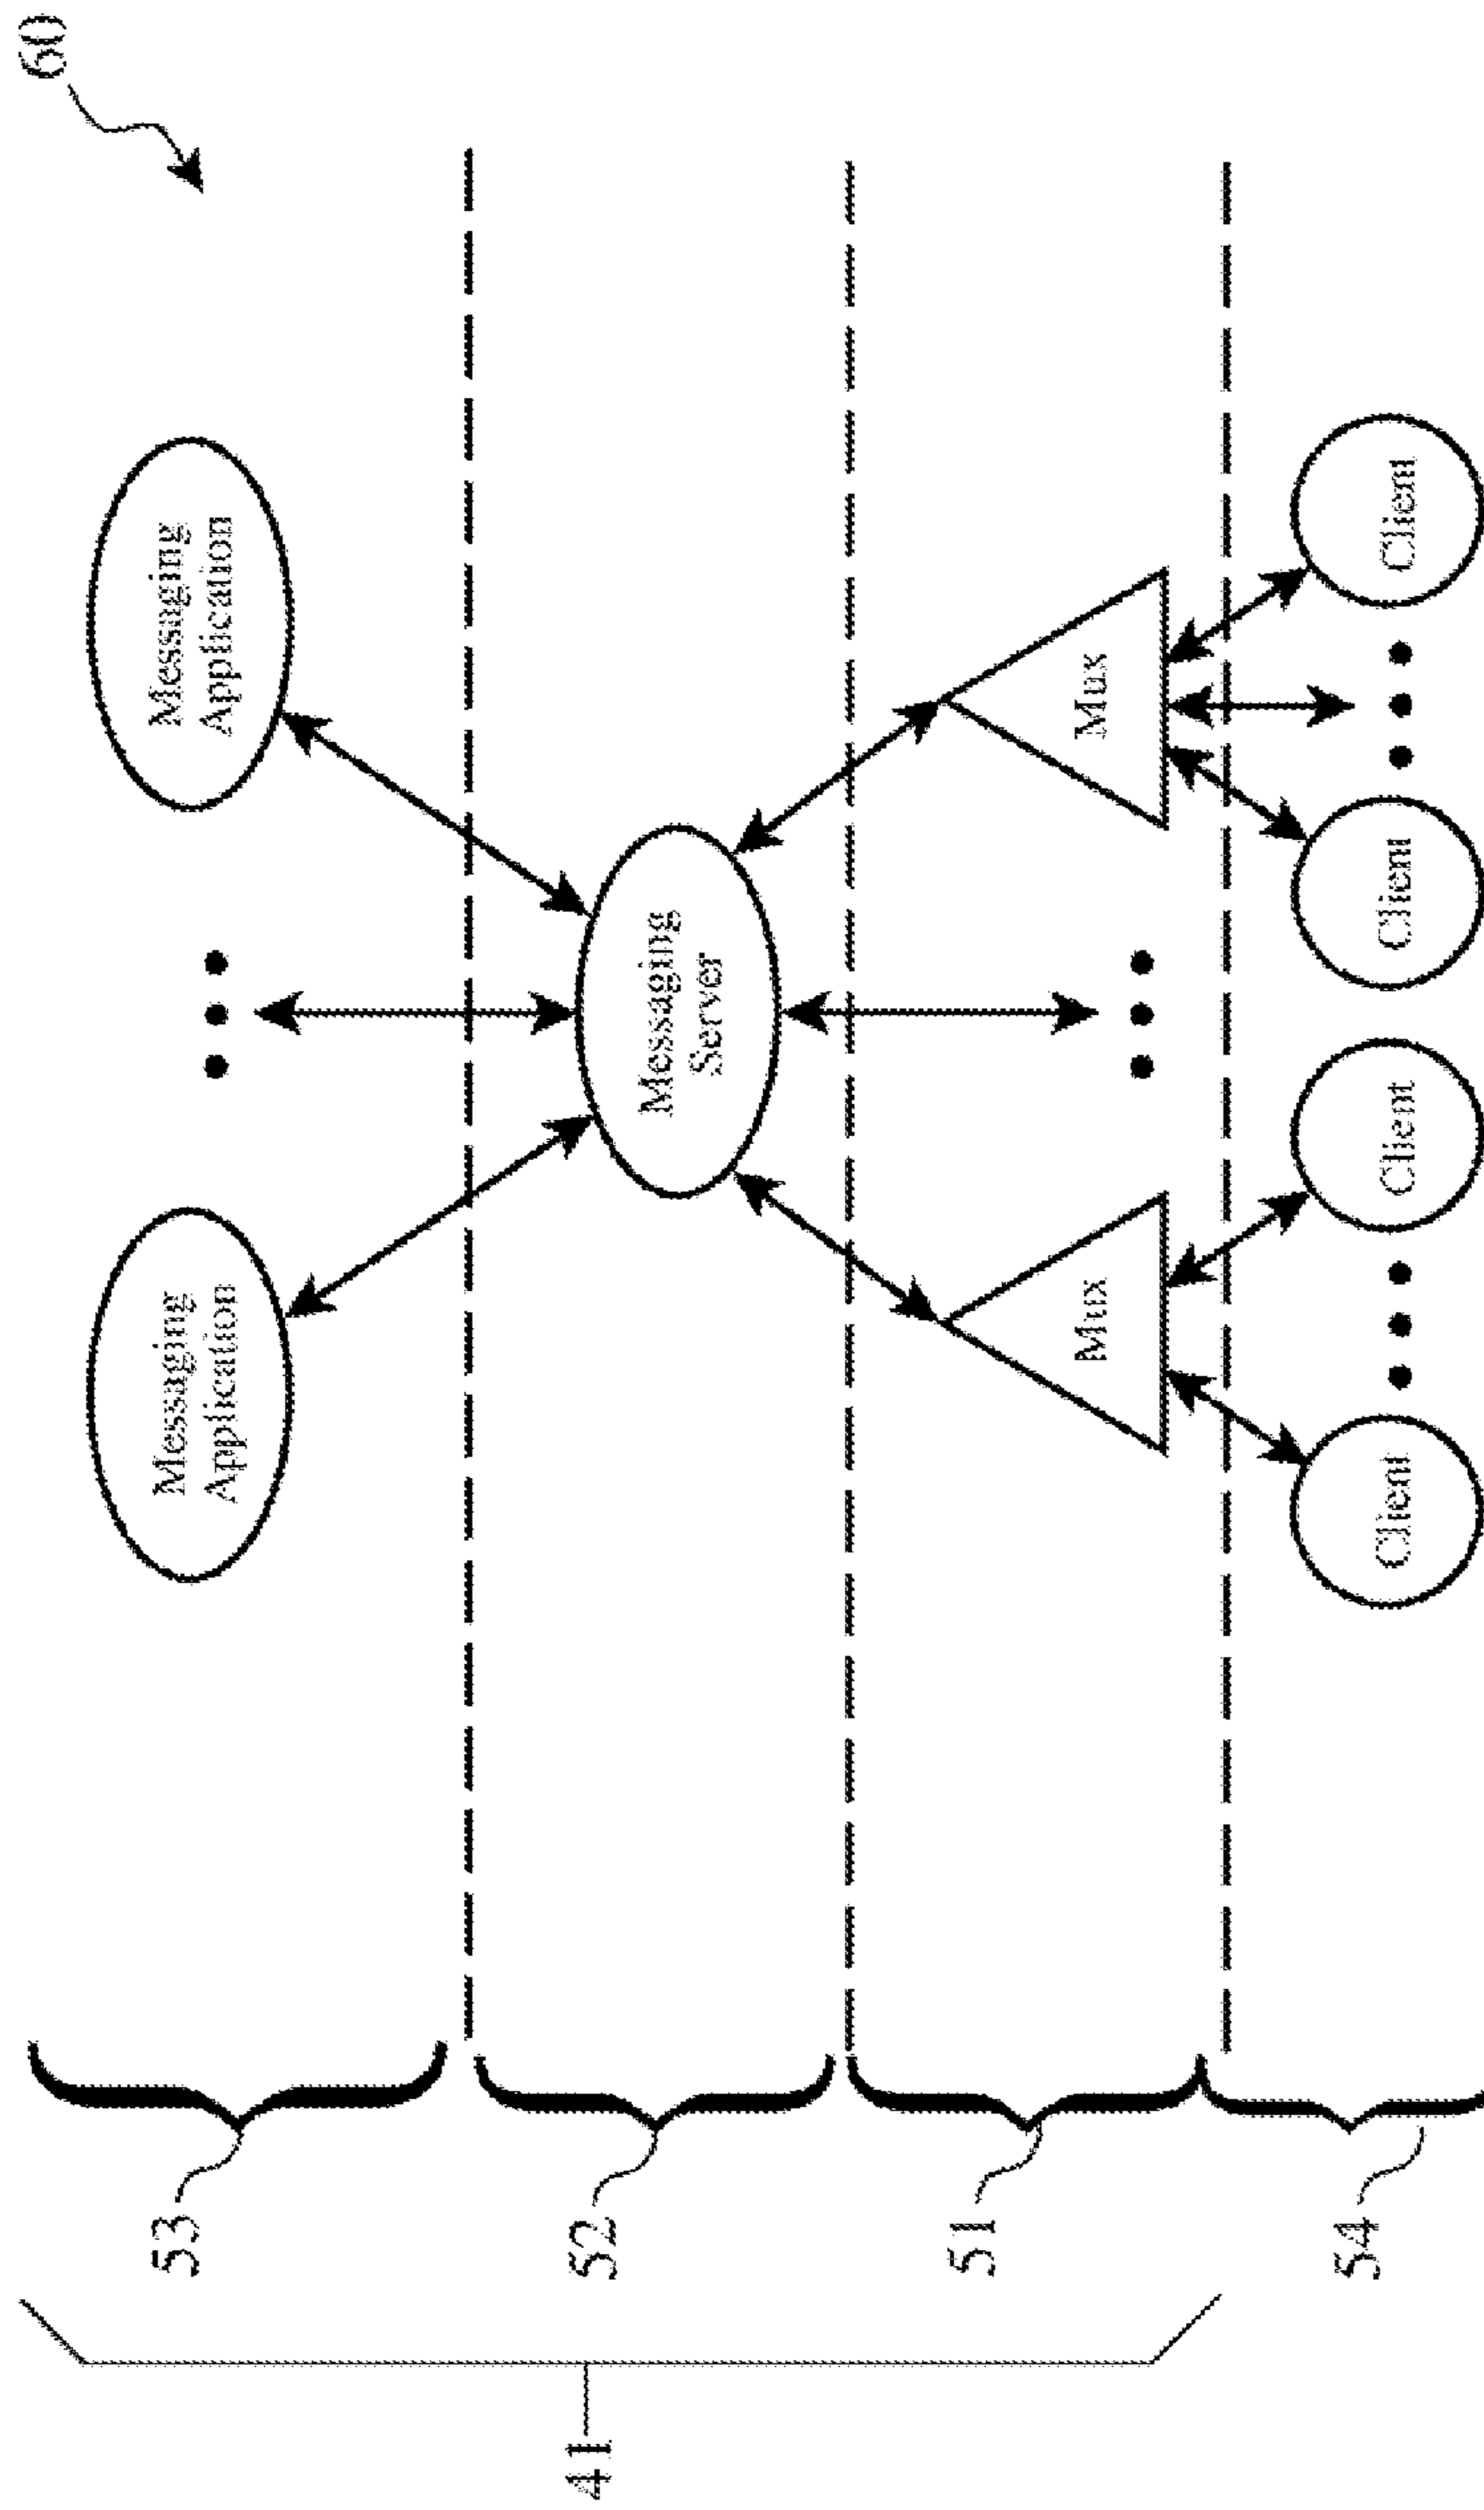 60
53
Messaging
Application
Messaging
Application
41
52
Messaging
Server
51
Mux
Mux
54
Client
Client
Client
Client